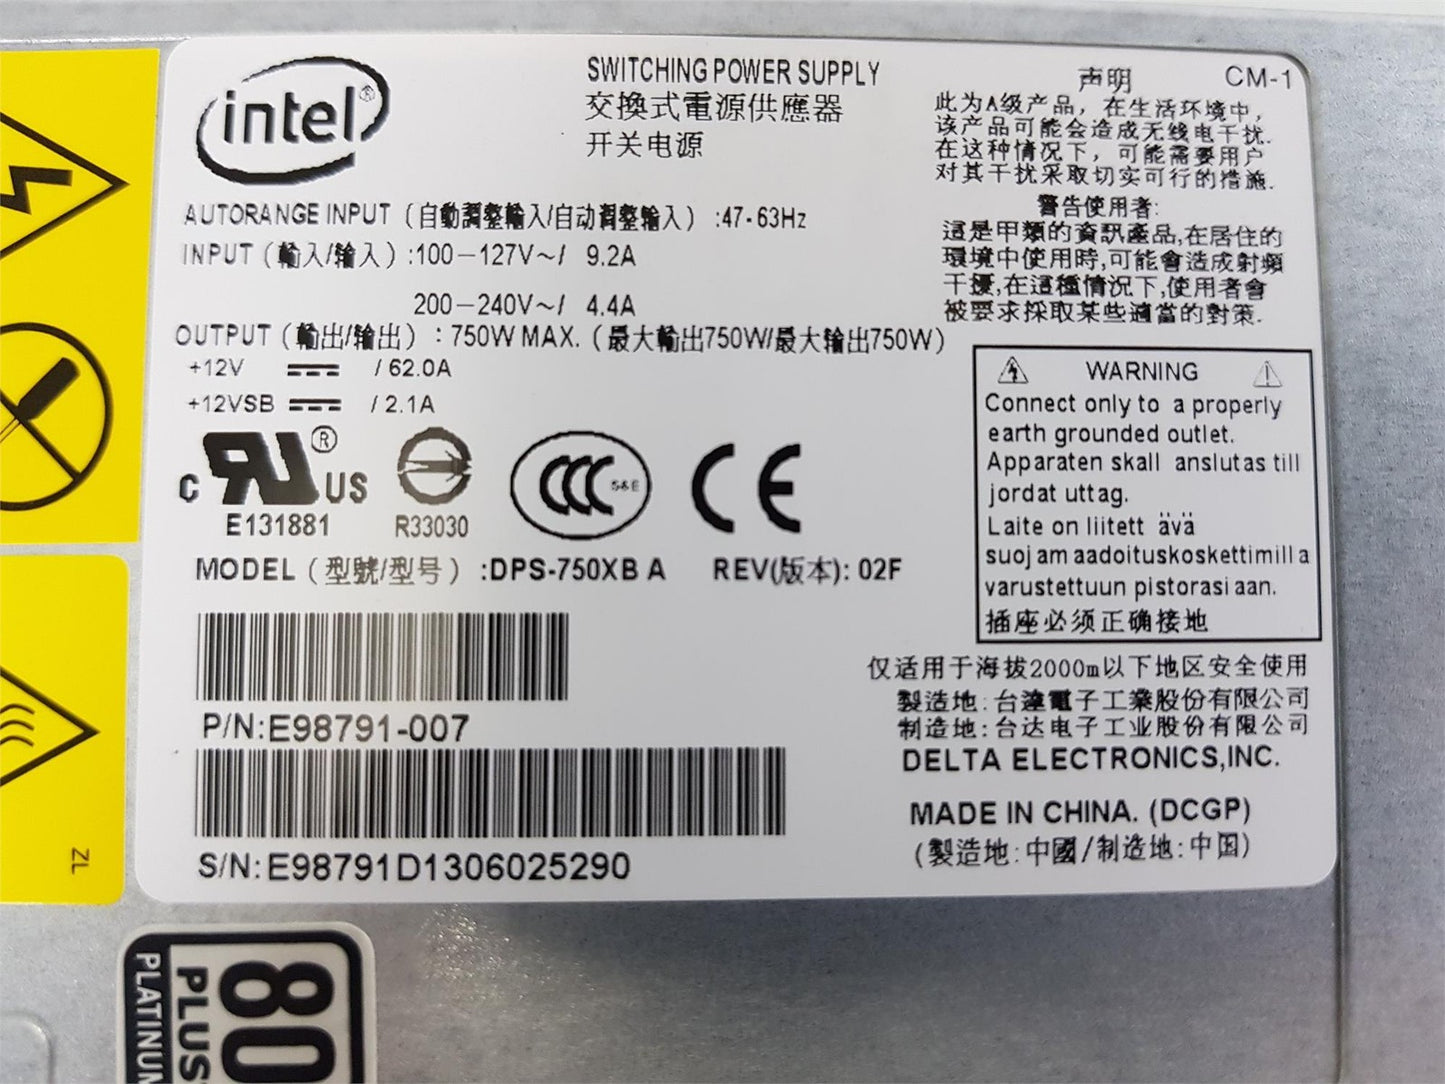 intel®
SWITCHING POWER SUPPLY
交換式電源供應器
开关电源
AUTORANGE INPUT (自動調整輸入/自动调整输入) :47-63Hz
INPUT (輸入/输入) :100–127V~/ 9.2A
200–240V~/ 4.4A
OUTPUT (輸出/输出) : 750W MAX. (最大輸出750W/最大输出750W)
+12V / 62.0A
+12VSB / 2.1A
CM-1
声明
此为A级产品，在生活环境中，
该产品可能会造成无线电干扰.
在这种情况下，可能需要用户
对其干扰采取切实可行的措施.
警告使用者:
這是甲類的資訊產品,在居住的
環境中使用時,可能會造成射頻
干擾,在這種情況下,使用者會
被要求採取某些適當的對策.
WARNING
Connect only to a properly
earth grounded outlet.
Apparaten skall anslutas till
jordat uttag.
Laite on liitett ävä
suojamaadoituskoskettimilla
varustettuun pistorasiaan.
插座必须正确接地
c RU ® US
E131881
R33030
CCC S&E
CE
MODEL (型號/型号) :DPS-750XB A REV(版本): 02F
P/N:E98791-007
S/N:E98791D1306025290
仅适用于海拔2000m以下地区安全使用
製造地:台達電子工業股份有限公司
制造地:台达电子工业股份有限公司
DELTA ELECTRONICS,INC.
MADE IN CHINA. (DCGP)
(製造地:中國/制造地:中国)
ZL
80
PLUS
PLATINUM